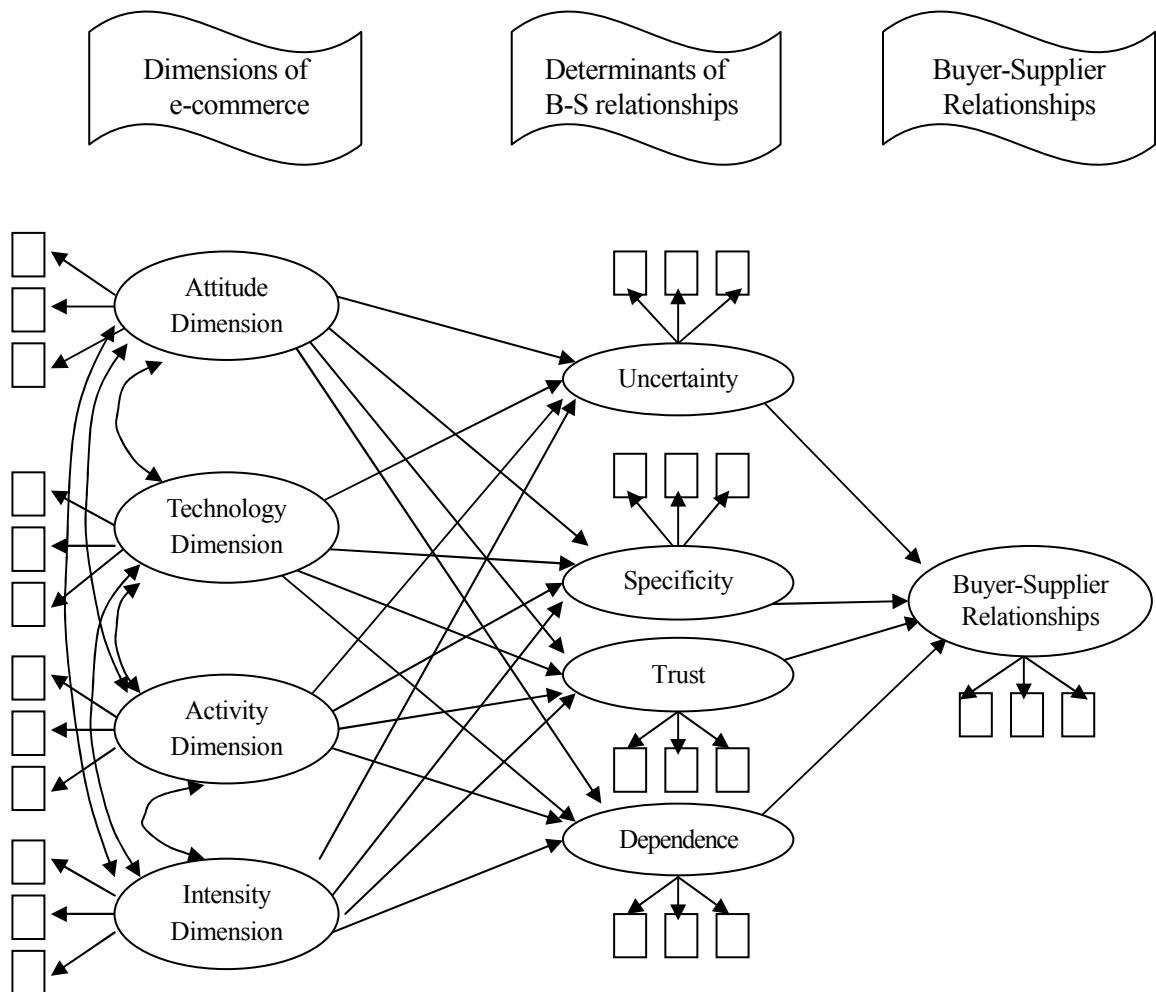 Dimensions of
e-commerce
Determinants of
B-S relationships
Buyer-Supplier
Relationships
Attitude
Dimension
Uncertainty
Technology
Dimension
Specificity
Buyer-Supplier
Relationships
Trust
Activity
Dimension
Dependence
Intensity
Dimension